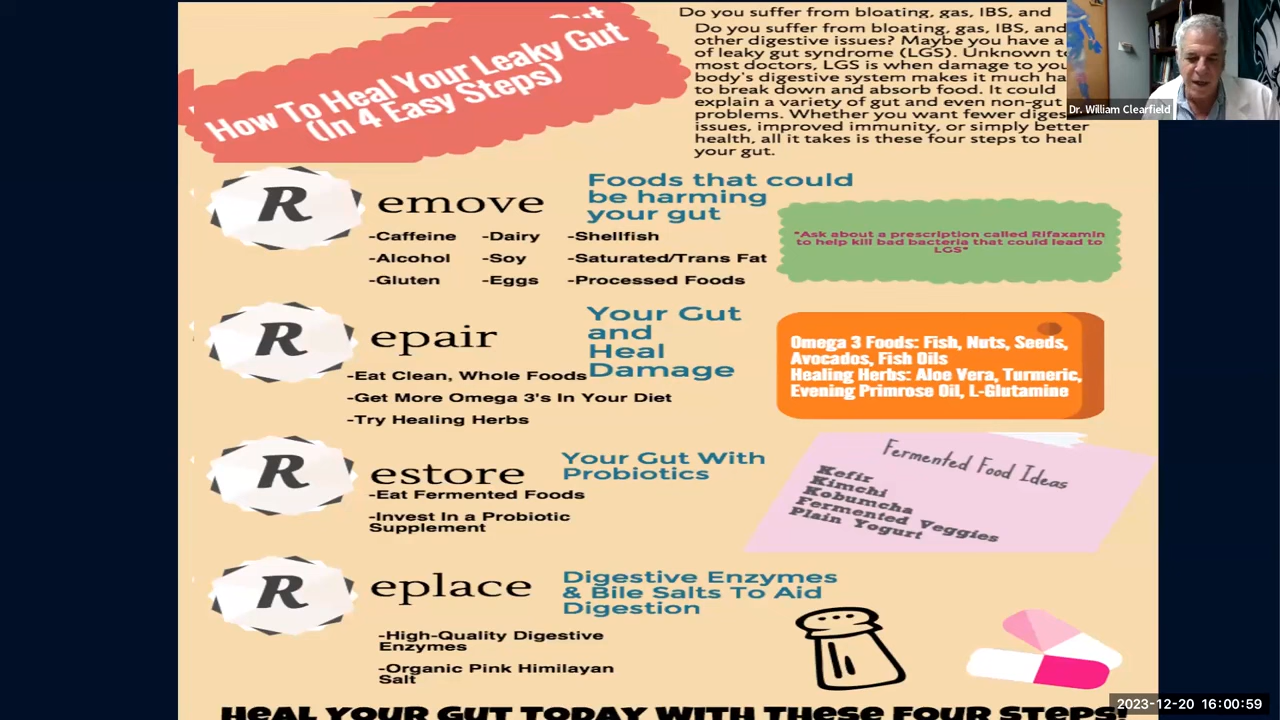 Do you suffer from bloating, gas, IBS, and
Do you suffer from bloating, gas, IBS, and
other digestive issues? Maybe you have a
of leaky gut syndrome (LGS). Unknown t
most doctors, LGS is when damage to you
body's digestive system makes it much ha
to break down and absorb food. It could
explain a variety of gut and even non-gut
problems. Whether you want fewer diges
issues, improved immunity, or simply better
health, all it takes is these four steps to heal
your gut.
Dr. William Clearfield
How To Heal Your Leaky Gut
(In 4 Easy Steps)
R emove
Foods that could
be harming
your gut
-Caffeine -Dairy -Shellfish
-Alcohol -Soy -Saturated/Trans Fat
-Gluten -Eggs -Processed Foods
"Ask about a prescription called Rifaxamin
to help kill bad bacteria that could lead to
LGS"
R epair
Your Gut
and
Heal
Damage
-Eat Clean, Whole Foods
-Get More Omega 3's In Your Diet
-Try Healing Herbs
Omega 3 Foods: Fish, Nuts, Seeds,
Avocados, Fish Oils
Healing Herbs: Aloe Vera, Turmeric,
Evening Primrose Oil, L-Glutamine
R estore
Your Gut With
Probiotics
-Eat Fermented Foods
-Invest In a Probiotic
Supplement
Fermented Food Ideas
Kefir
Kimchi
Kobumcha
Fermented Veggies
Plain Yogurt
R eplace
Digestive Enzymes
& Bile Salts To Aid
Digestion
-High-Quality Digestive
Enzymes
-Organic Pink Himilayan
Salt
HEAL YOUR GUT TODAY WITH THESE FOUR STEPS!
2023-12-20 16:00:59